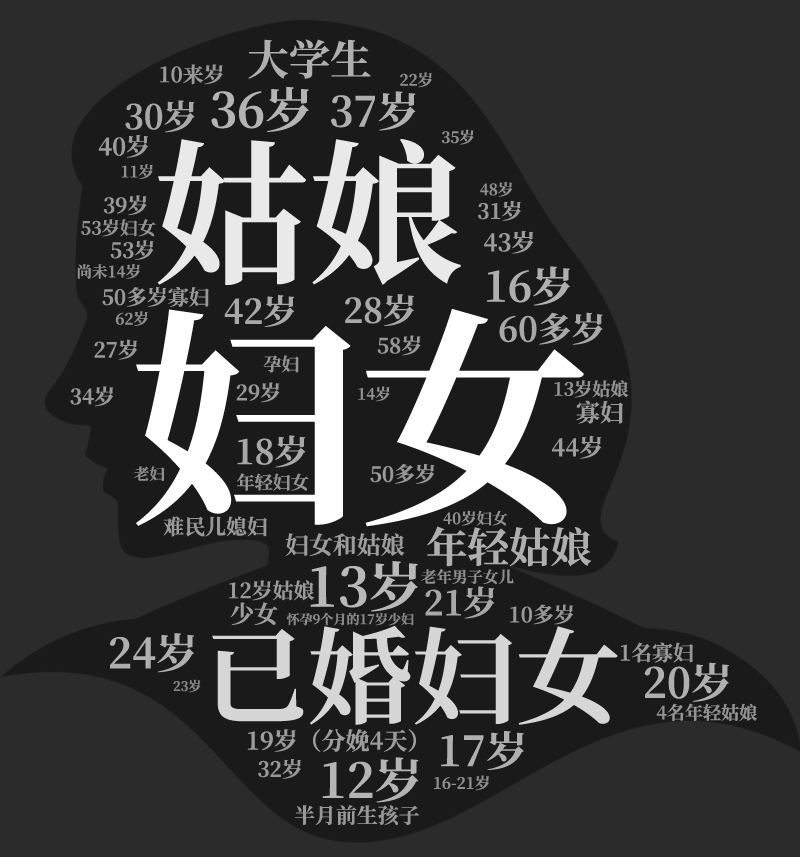 大学生
10来岁
22岁
30岁
36岁
37岁
40岁
35岁
11岁
姑娘
39岁
48岁
31岁
53岁妇女
53岁
43岁
尚未14岁
16岁
50多岁寡妇
62岁
42岁
28岁
60多岁
27岁
58岁
孕妇
妇女
34岁
29岁
14岁
13岁姑娘
寡妇
18岁
44岁
老妇
年轻妇女
50多岁
难民儿媳妇
40岁妇女
妇女和姑娘
年轻姑娘
12岁姑娘
13岁
老年男子女儿
少女
怀孕9个月的17岁少妇
21岁
10多岁
24岁
已婚妇女
1名寡妇
23岁
20岁
4名年轻姑娘
19岁（分娩4天）
17岁
32岁
12岁
16-21岁
半月前生孩子